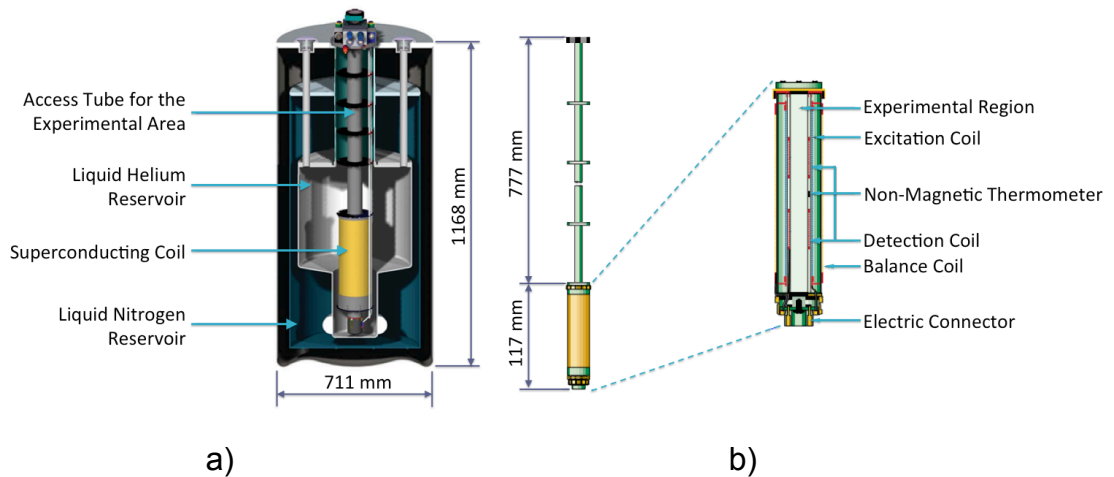 Access Tube for the
Experimental Area
Liquid Helium
Reservoir
Superconducting Coil
Liquid Nitrogen
Reservoir
1168 mm
711 mm
777 mm
117 mm
Experimental Region
Excitation Coil
Non-Magnetic Thermometer
Detection Coil
Balance Coil
Electric Connector
a)
b)